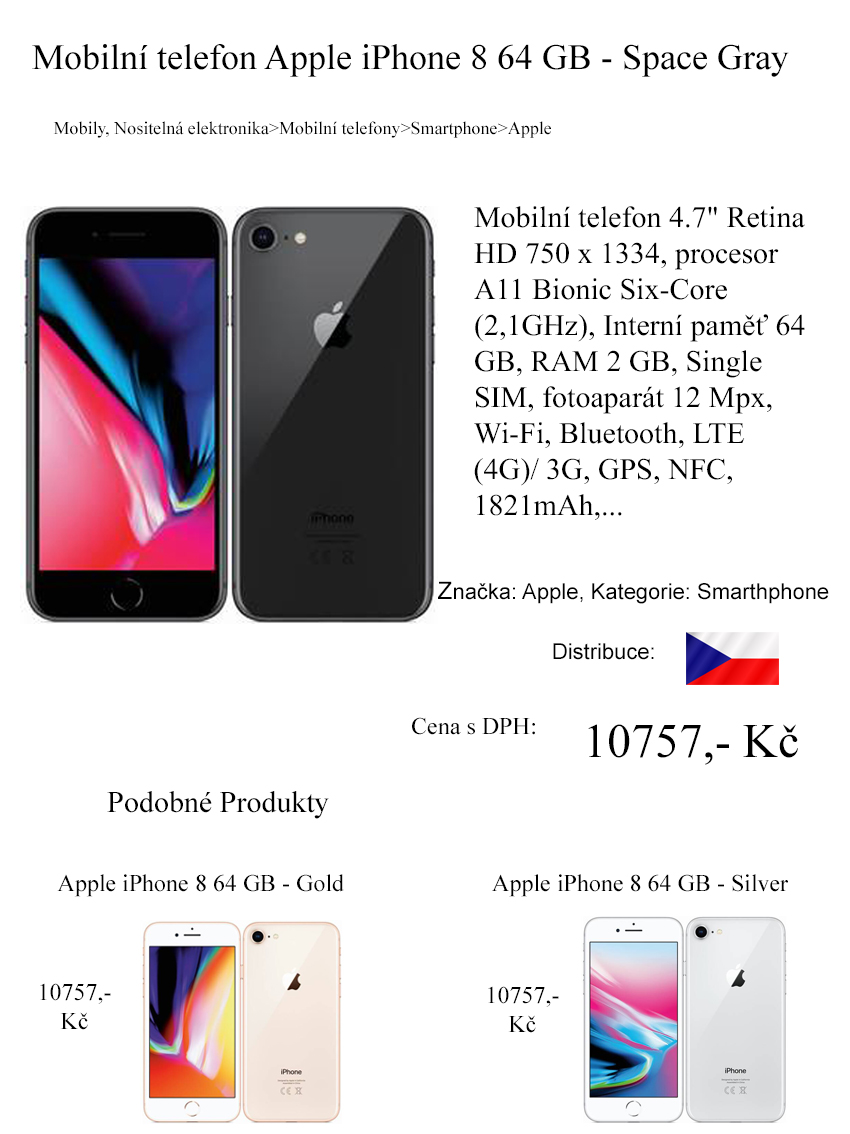 Mobilní telefon Apple iPhone 8 64 GB - Space Gray
Mobily, Nositelná elektronika>Mobilní telefony>Smartphone>Apple
Mobilní telefon 4.7" Retina
HD 750 x 1334, procesor
A11 Bionic Six-Core
(2,1GHz), Interní paměť 64
GB, RAM 2 GB, Single
SIM, fotoaparát 12 Mpx,
Wi-Fi, Bluetooth, LTE
(4G)/ 3G, GPS, NFC,
1821mAh,...
iPhone
Značka: Apple, Kategorie: Smarthphone
Distribuce:
Cena s DPH:
10757,- Kč
Podobné Produkty
Apple iPhone 8 64 GB - Gold
10757,-
Kč
iPhone
Apple iPhone 8 64 GB - Silver
10757,-
Kč
iPhone